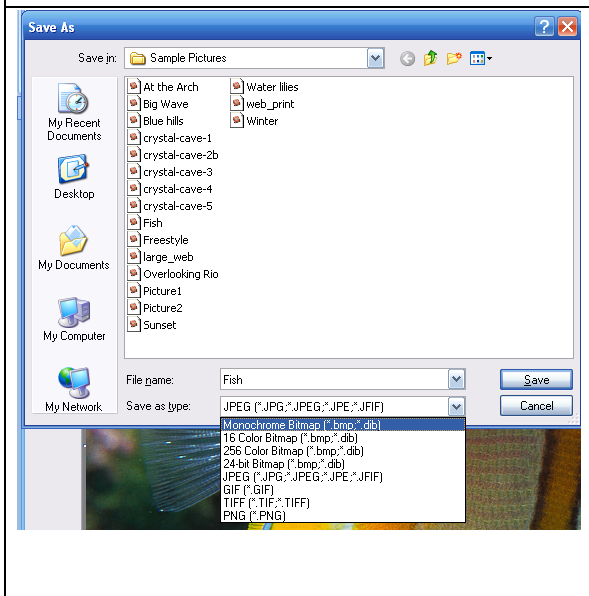 Save As
Save in:
Sample Pictures
My Recent
Documents
Desktop
My Documents
My Computer
My Network
At the Arch
Big Wave
Blue hills
crystal-cave-1
crystal-cave-2b
crystal-cave-3
crystal-cave-4
crystal-cave-5
Fish
Freestyle
large_web
Overlooking Rio
Picture1
Picture2
Sunset
Water lilies
web_print
Winter
File name:
Fish
Save
Save as type:
JPEG (*.JPG;*.JPEG;*.JPE;*.JFIF)
Cancel
Monochrome Bitmap (*.bmp;*.dib)
16 Color Bitmap (*.bmp;*.dib)
256 Color Bitmap (*.bmp;*.dib)
24-bit Bitmap (*.bmp;*.dib)
JPEG (*.JPG;*.JPEG;*.JPE;*.JFIF)
GIF (*.GIF)
TIFF (*.TIF;*.TIFF)
PNG (*.PNG)